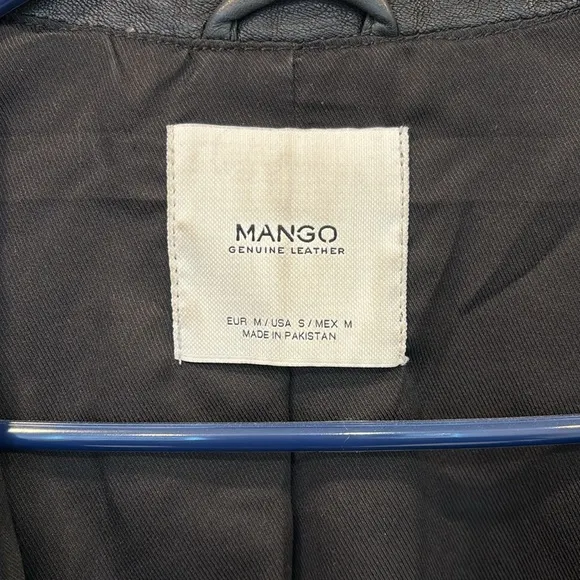 MANGO
GENUINE LEATHER
EUR M / USA S / MEX M
MADE IN PAKISTAN